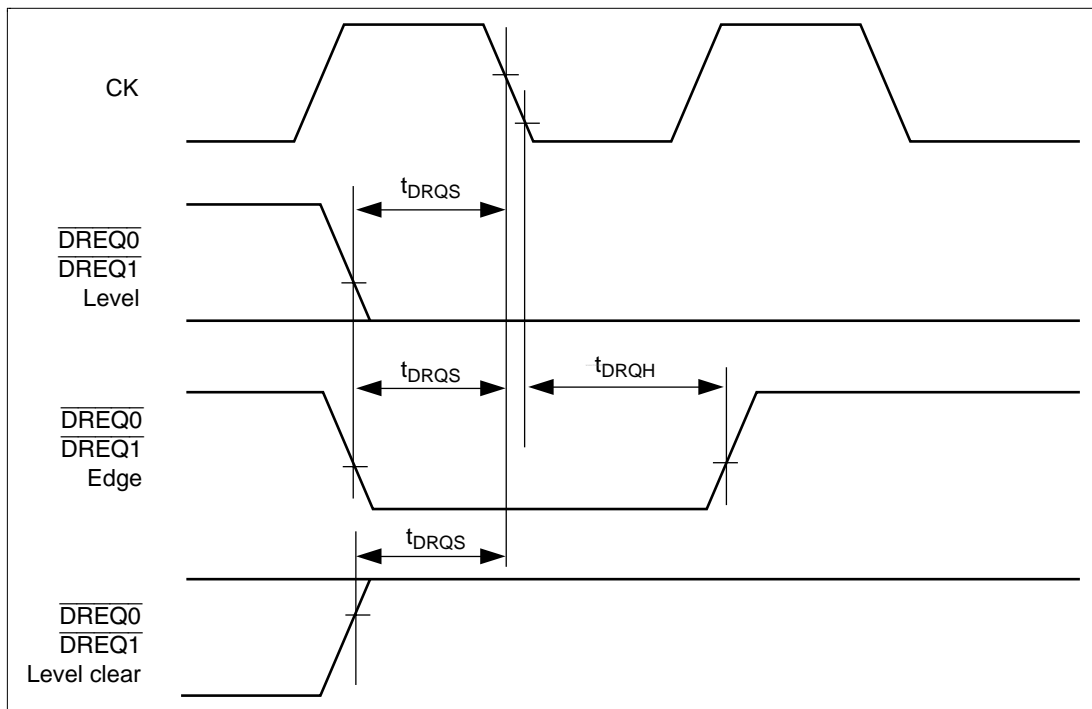 CK
tDRQS
DREQ0
DREQ1
Level
tDRQS
tDRQH
DREQ0
DREQ1
Edge
tDRQS
DREQ0
DREQ1
Level clear